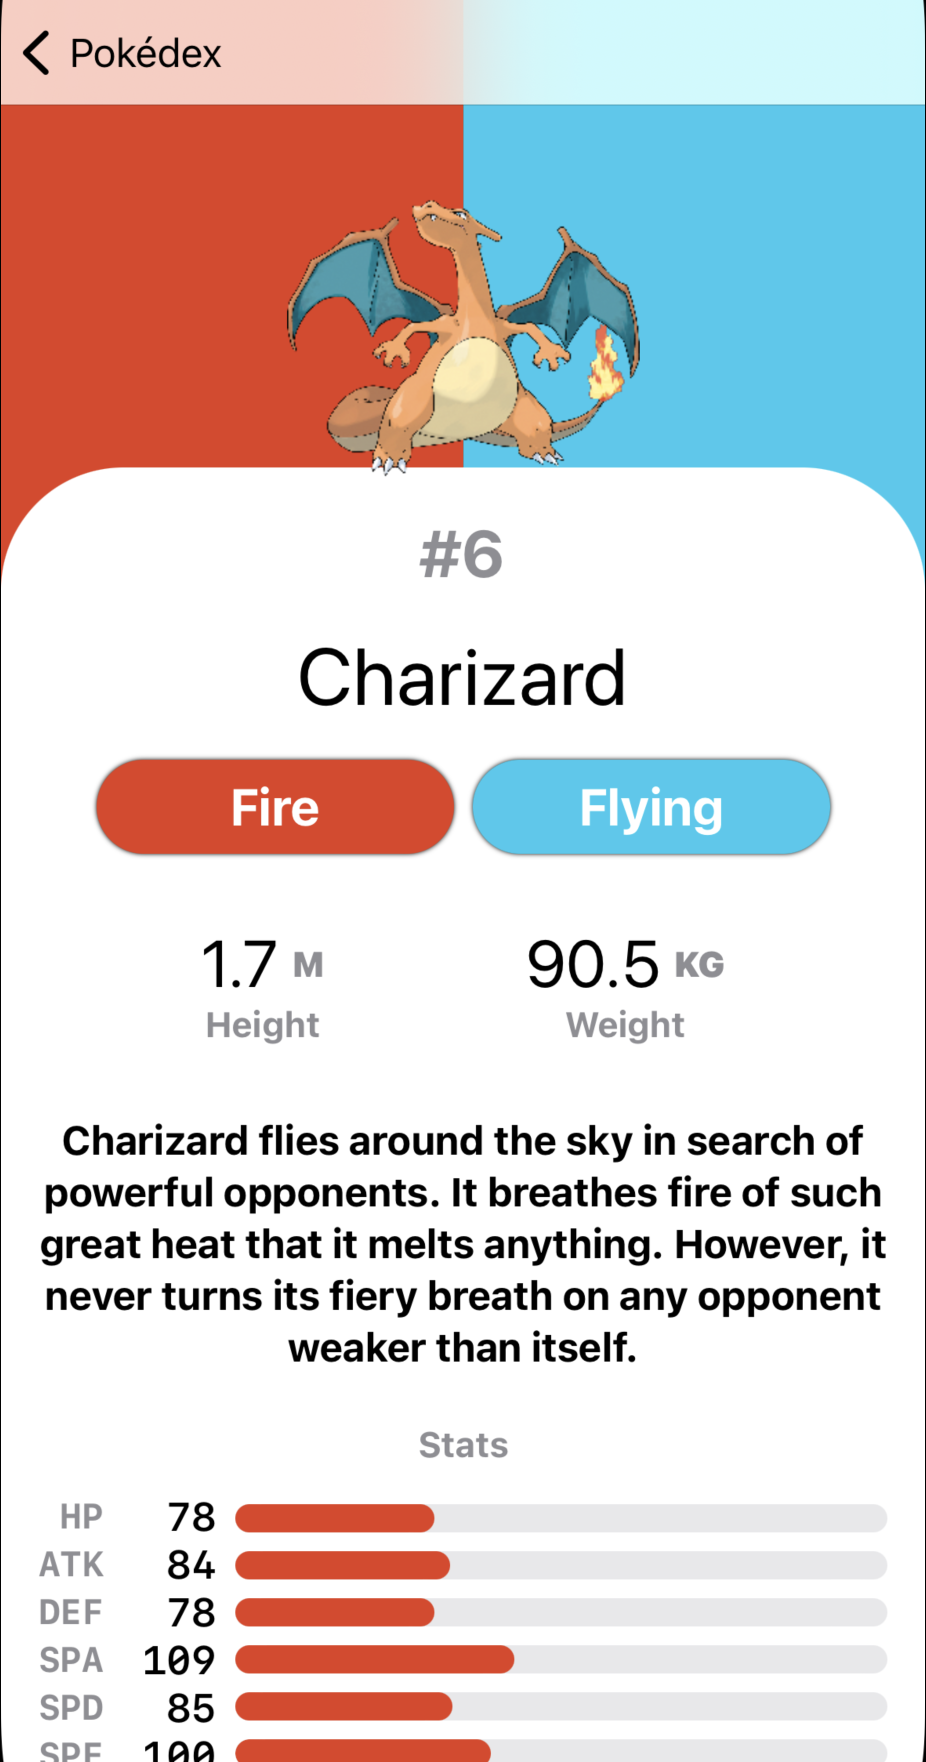 Pokédex
#6
Charizard
Fire Flying
1.7 M 90.5 KG
Height Weight
Charizard flies around the sky in search of
powerful opponents. It breathes fire of such
great heat that it melts anything. However, it
never turns its fiery breath on any opponent
weaker than itself.
Stats
HP 78
ATK 84
DEF 78
SPA 109
SPD 85
SPE 100